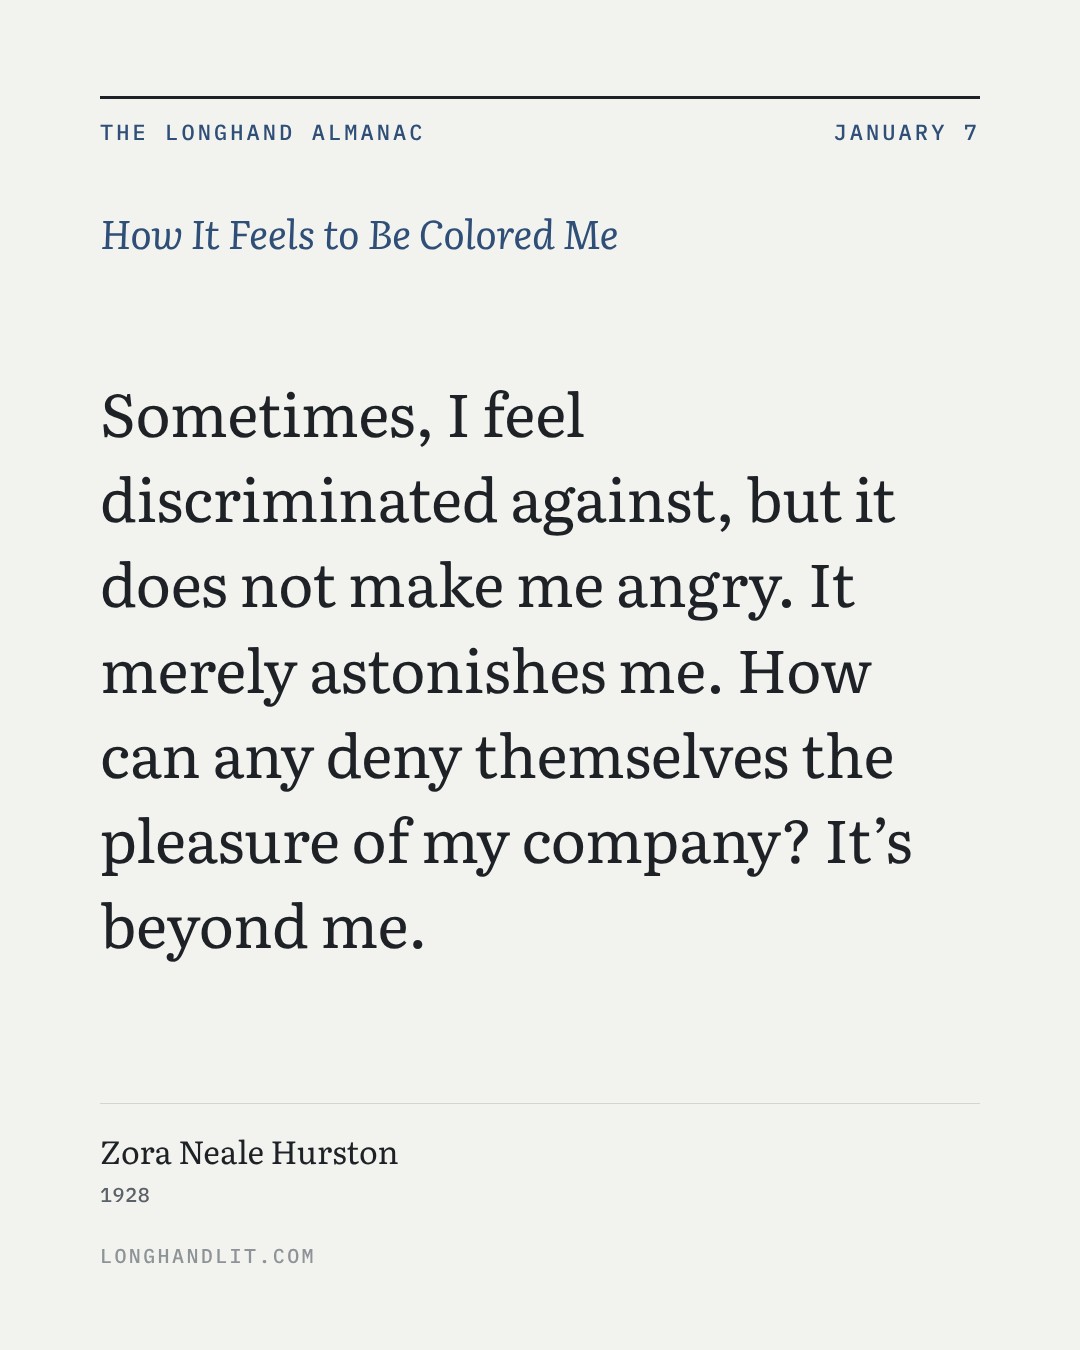 THE LONGHAND ALMANAC JANUARY 7
How It Feels to Be Colored Me
Sometimes, I feel
discriminated against, but it
does not make me angry. It
merely astonishes me. How
can any deny themselves the
pleasure of my company? It’s
beyond me.
Zora Neale Hurston
1928
LONGHANDLIT.COM